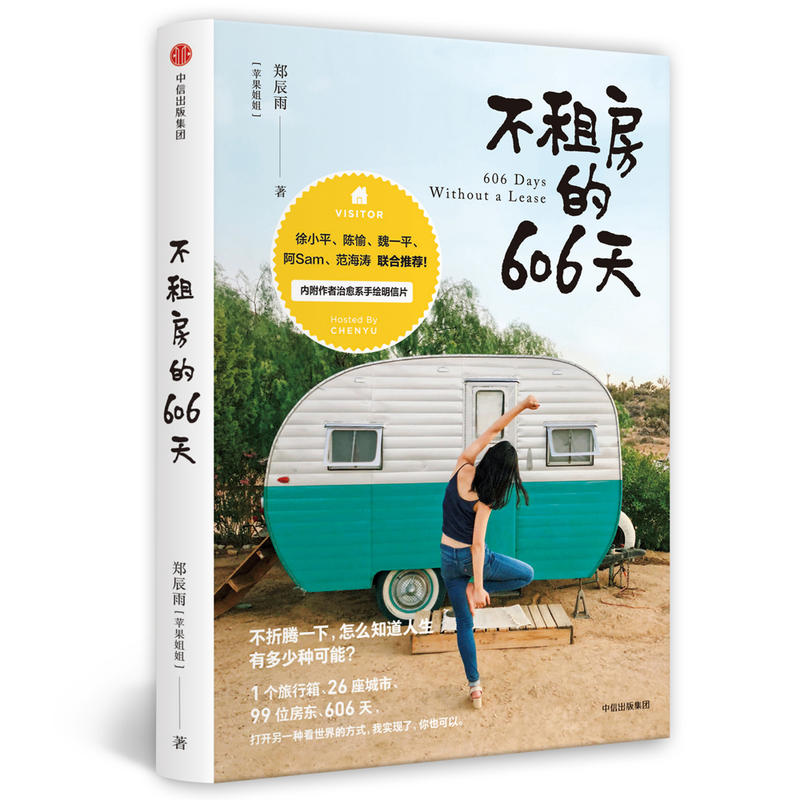 中信出版集团
不租房的606天
郑辰雨
[苹果姐姐]
著
郑辰雨
[苹果姐姐]
著
不租房
的
606天
606 Days
Without a Lease
VISITOR
徐小平、陈愉、魏一平、
阿Sam、范海涛 联合推荐!
内附作者治愈系手绘明信片
Hosted By
CHENYU
不折腾一下,怎么知道人生
有多少种可能?
1个旅行箱、26座城市、
99位房东、606天,
打开另一种看世界的方式,我实现了,你也可以。
中信出版集团